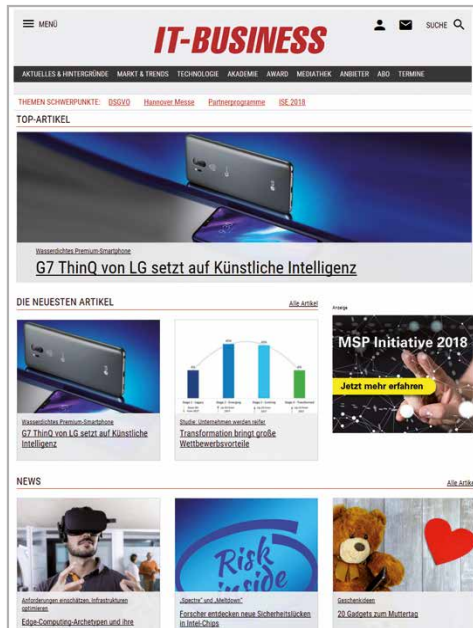 MENÜ
IT-BUSINESS
SUCHE
AKTUELLES & HINTERGRÜNDE MARKT & TRENDS TECHNOLOGIE AKADEMIE AWARD MEDIATHEK ANBIETER ABO TERMINE
THEMEN SCHWERPUNKTE: DSGVO Hannover Messe Partnerprogramme ISE 2018
TOP-ARTIKEL
Wasserdichtes Premium-Smartphone
G7 ThinQ von LG setzt auf Künstliche Intelligenz
DIE NEUESTEN ARTIKEL
Alle Artikel
Anzeige
Wasserdichtes Premium-Smartphone
G7 ThinQ von LG setzt auf Künstliche
Intelligenz
Studie: Unternehmen werden reifer
Transformation bringt große
Wettbewerbsvorteile
MSP Initiative 2018
Jetzt mehr erfahren
NEWS
Alle Artikel
Anforderungen einschätzen, Infrastrukturen
optimieren
Edge-Computing-Archetypen und ihre
Risk
inside
„Spectre“ und „Meltdown“
Forscher entdecken neue Sicherheitslücken
in Intel-Chips
Geschenkideen
20 Gadgets zum Muttertag